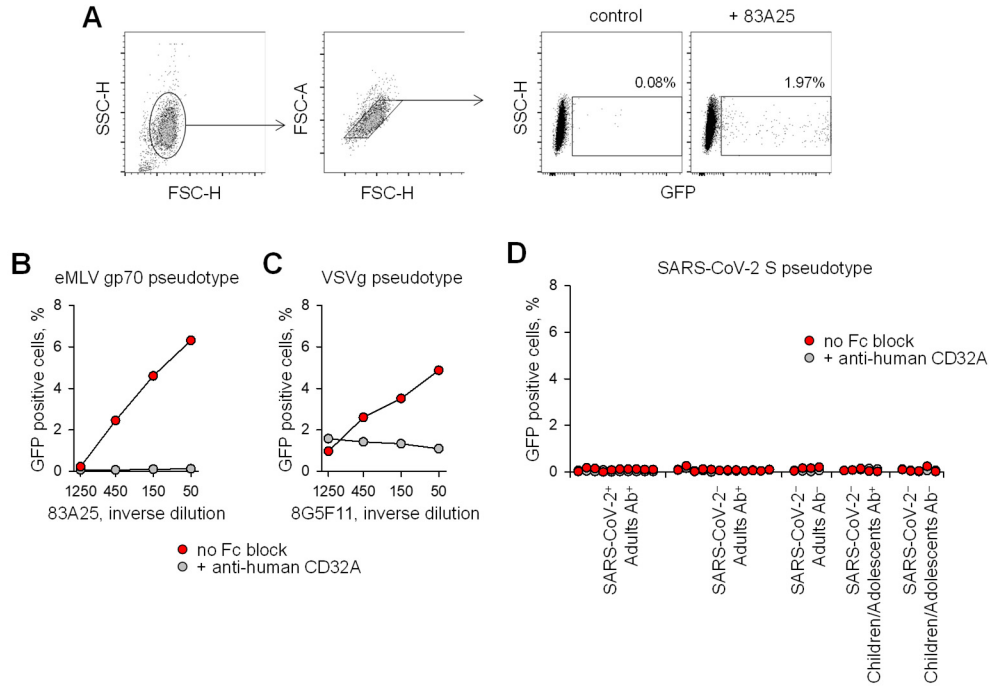 A
control
+ 83A25
SSC-H
FSC-H
FSC-A
FSC-H
SSC-H
0.08%
1.97%
GFP
B
eMLV gp70 pseudotype
GFP positive cells, %
8
6
4
2
0
1250 450 150 50
83A25, inverse dilution
C
VSVg pseudotype
GFP positive cells, %
8
6
4
2
0
1250 450 150 50
8G5F11, inverse dilution
no Fc block
+ anti-human CD32A
D
SARS-CoV-2 S pseudotype
GFP positive cells, %
8
6
4
2
0
no Fc block
+ anti-human CD32A
SARS-CoV-2⁺
Adults Ab⁺
SARS-CoV-2⁻
Adults Ab⁺
SARS-CoV-2⁻
Adults Ab⁻
SARS-CoV-2⁻
Children/Adolescents Ab⁺
SARS-CoV-2⁻
Children/Adolescents Ab⁻